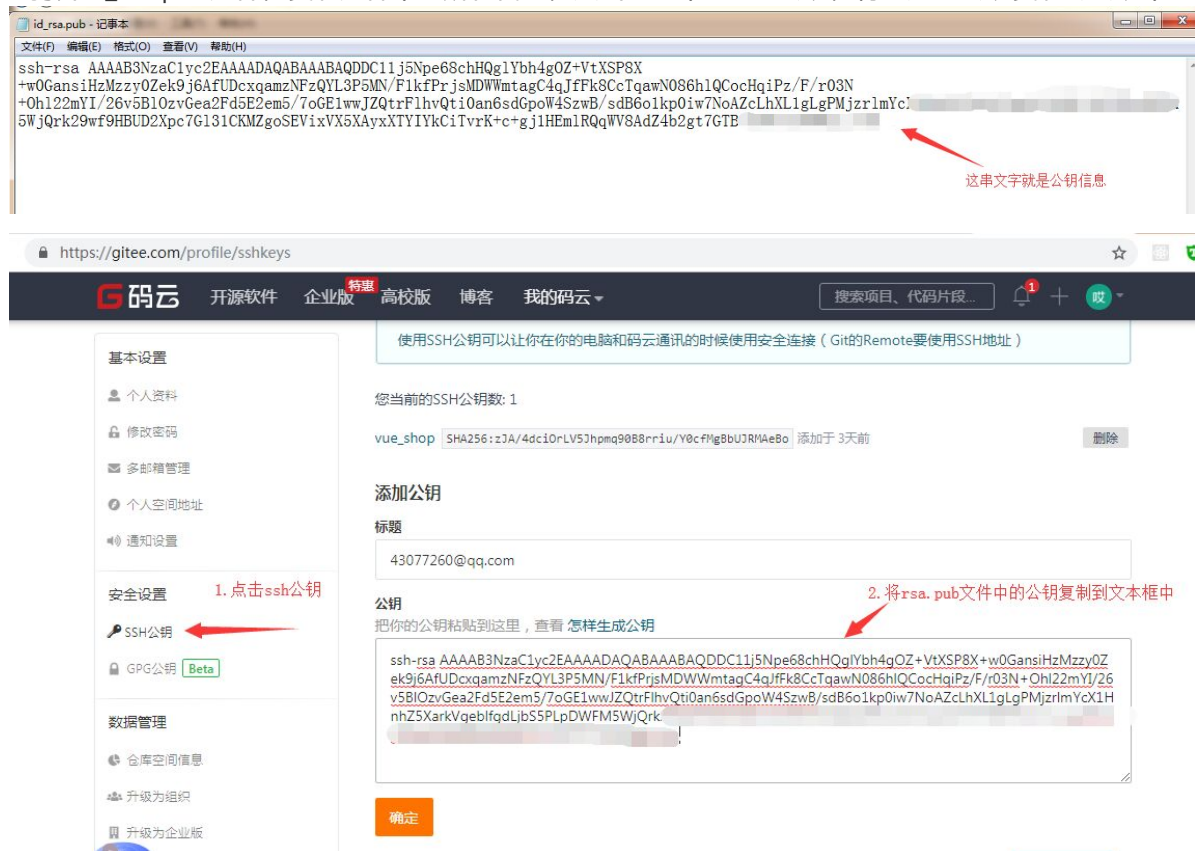 id_rsa.pub - 记事本
文件(F) 编辑(E) 格式(O) 查看(V) 帮助(H)
ssh-rsa AAAAB3NzaC1yc2EAAAADAQABAAABAQDDC11j5Npe68chHQglYbh4gOZ+VtXSP8X
+w0GansiHzMzzy0Zek9j6AfUDcxqamzNFzQYL3P5MN/F1kfPrjsMDWWmtagC4qJfFk8CcTqawN086hlQCocHqiPz/F/r03N
+Ohl22mYI/26v5BlOzvGea2Fd5E2em5/7oGE1wwJZQtrFlhvQti0an6sdGpoW4SzwB/sdB6o1kp0iw7NoAZcLhXL1gLgPMjzrlmYc
5WjQrk29wf9HBUD2Xpc7Gl31CKMZgoSEVixVX5XAyxXTYIYkCiTvrK+c+gj1HEmlRQqWV8AdZ4b2gt7GTB
这串文字就是公钥信息
https://gitee.com/profile/sshkeys
码云 开源软件 企业版 特惠 高校版 博客 我的码云 搜索项目、代码片段... 1 哎
使用SSH公钥可以让你在你的电脑和码云通讯的时候使用安全连接（Git的Remote要使用SSH地址）
基本设置
个人资料
您当前的SSH公钥数: 1
修改密码
vue_shop SHA256:zJA/4dciOrLV5Jhpmq90B8rriu/Y0cfMgBbUJRMAeBo 添加于 3天前 删除
多邮箱管理
个人空间地址
添加公钥
标题
通知设置
43077260@qq.com
安全设置
1.点击ssh公钥
2.将rsa.pub文件中的公钥复制到文本框中
公钥
把你的公钥粘贴到这里，查看 怎样生成公钥
SSH公钥
GPG公钥 Beta
ssh-rsa AAAAB3NzaC1yc2EAAAADAQABAAABAQDDC11j5Npe68chHQglYbh4gOZ+VtXSP8X+w0GansiHzMzzy0Z
ek9j6AfUDcxqamzNFzQYL3P5MN/F1kfPrjsMDWWmtagC4qJfFk8CcTqawN086hlQCocHqiPz/F/r03N+Ohl22mYI/26
v5BlOzvGea2Fd5E2em5/7oGE1wwJZQtrFlhvQti0an6sdGpoW4SzwB/sdB6o1kp0iw7NoAZcLhXL1gLgPMjzrlmYcX1H
nhZ5XarkVqeblfqdLjbS5PLpDWFM5WjQrk
数据管理
仓库空间信息
升级为组织
升级为企业版
确定